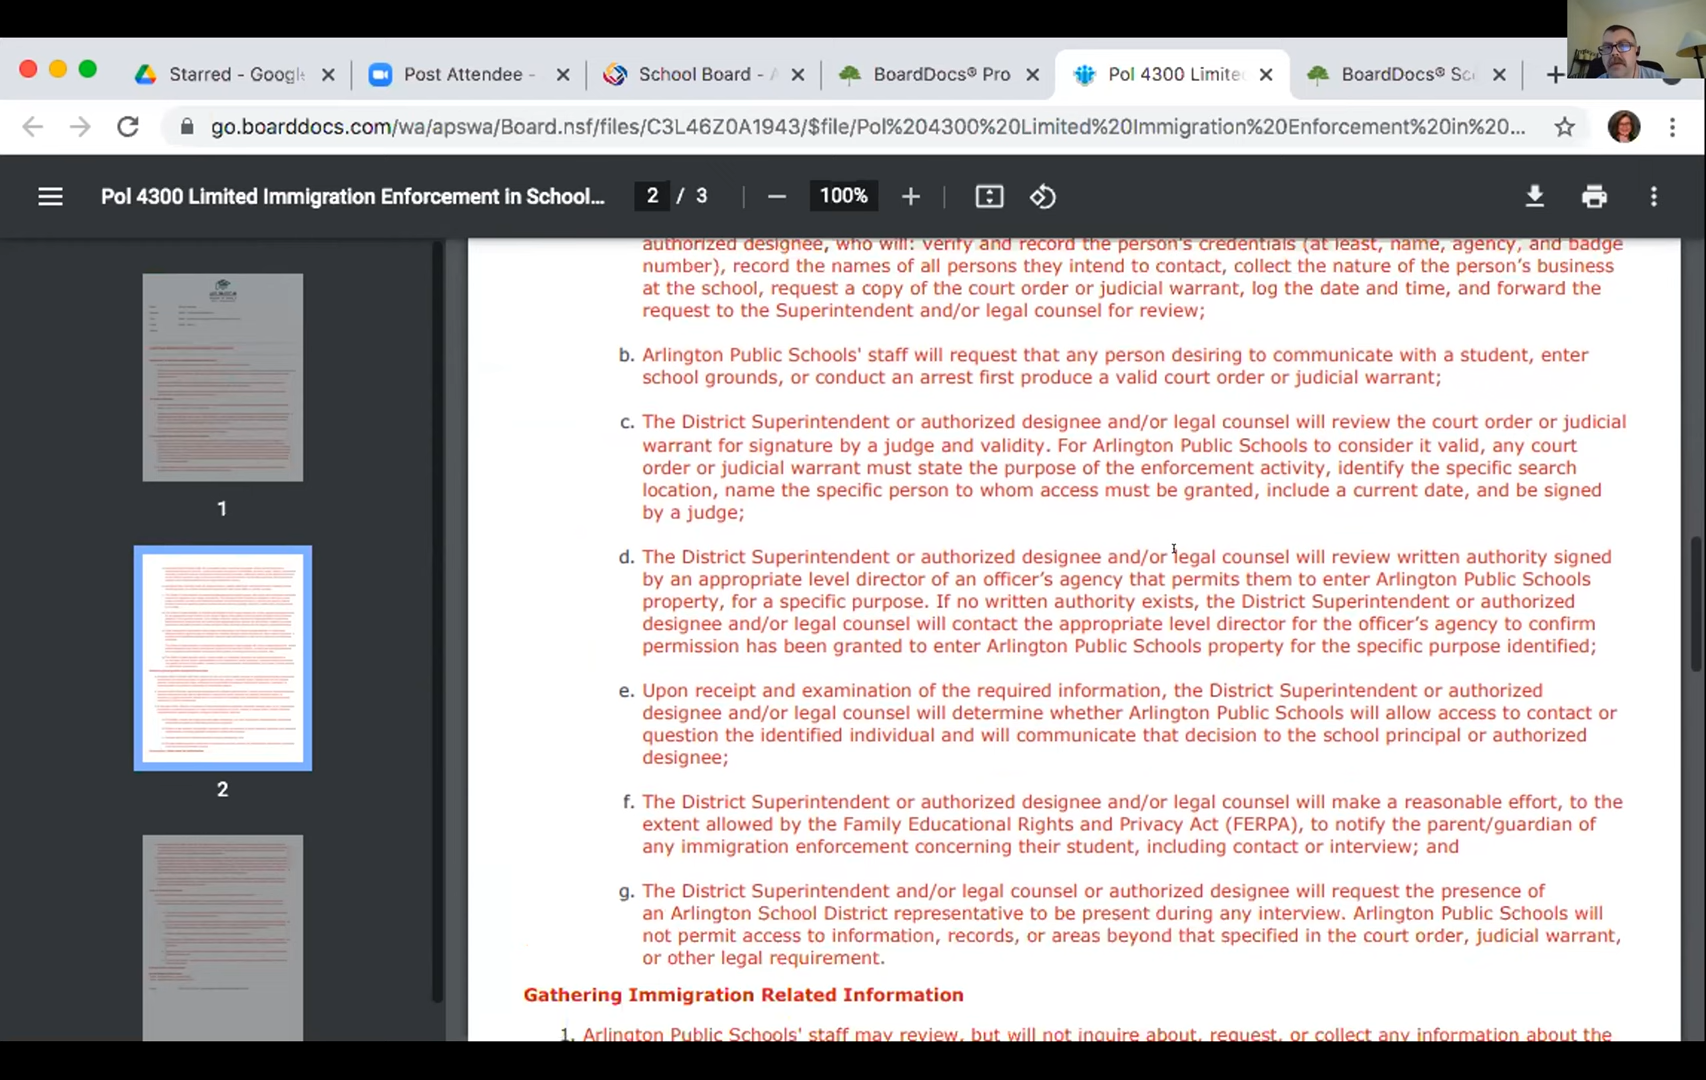 Starred - Google
Post Attendee -
School Board - A
BoardDocs® Pro
Pol 4300 Limite
BoardDocs® Sc
go.boarddocs.com/wa/apswa/Board.nsf/files/C3L46Z0A1943/$file/Pol%204300%20Limited%20Immigration%20Enforcement%20in%20...
Pol 4300 Limited Immigration Enforcement in School...
2 / 3
100%
1
2
authorized designee, who will: verify and record the person's credentials (at least, name, agency, and badge
number), record the names of all persons they intend to contact, collect the nature of the person's business
at the school, request a copy of the court order or judicial warrant, log the date and time, and forward the
request to the Superintendent and/or legal counsel for review;
b. Arlington Public Schools' staff will request that any person desiring to communicate with a student, enter
school grounds, or conduct an arrest first produce a valid court order or judicial warrant;
c. The District Superintendent or authorized designee and/or legal counsel will review the court order or judicial
warrant for signature by a judge and validity. For Arlington Public Schools to consider it valid, any court
order or judicial warrant must state the purpose of the enforcement activity, identify the specific search
location, name the specific person to whom access must be granted, include a current date, and be signed
by a judge;
d. The District Superintendent or authorized designee and/or legal counsel will review written authority signed
by an appropriate level director of an officer's agency that permits them to enter Arlington Public Schools
property, for a specific purpose. If no written authority exists, the District Superintendent or authorized
designee and/or legal counsel will contact the appropriate level director for the officer's agency to confirm
permission has been granted to enter Arlington Public Schools property for the specific purpose identified;
e. Upon receipt and examination of the required information, the District Superintendent or authorized
designee and/or legal counsel will determine whether Arlington Public Schools will allow access to contact or
question the identified individual and will communicate that decision to the school principal or authorized
designee;
f. The District Superintendent or authorized designee and/or legal counsel will make a reasonable effort, to the
extent allowed by the Family Educational Rights and Privacy Act (FERPA), to notify the parent/guardian of
any immigration enforcement concerning their student, including contact or interview; and
g. The District Superintendent and/or legal counsel or authorized designee will request the presence of
an Arlington School District representative to be present during any interview. Arlington Public Schools will
not permit access to information, records, or areas beyond that specified in the court order, judicial warrant,
or other legal requirement.
Gathering Immigration Related Information
1. Arlington Public Schools' staff may review, but will not inquire about, request, or collect any information about the